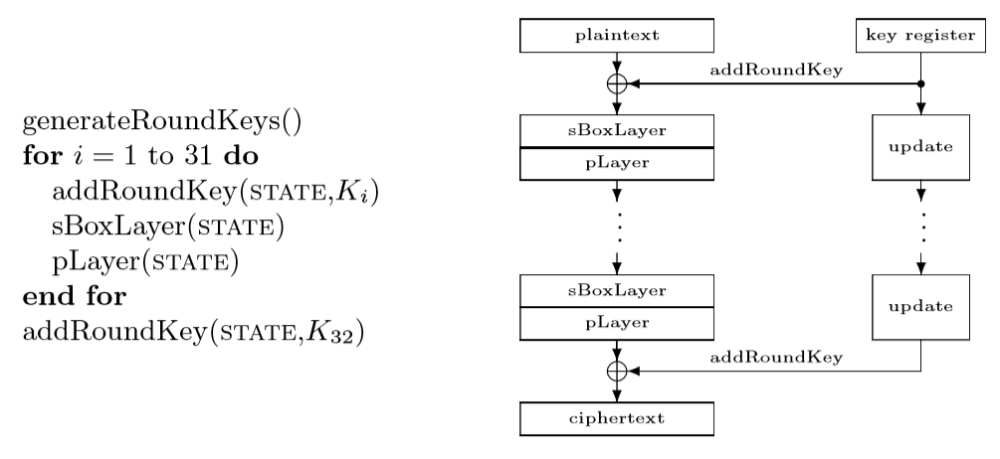 generateRoundKeys()
for i = 1 to 31 do
addRoundKey(STATE,K_i)
sBoxLayer(STATE)
pLayer(STATE)
end for
addRoundKey(STATE,K_32)
plaintext
key register
addRoundKey
sBoxLayer
pLayer
update
sBoxLayer
pLayer
update
addRoundKey
ciphertext